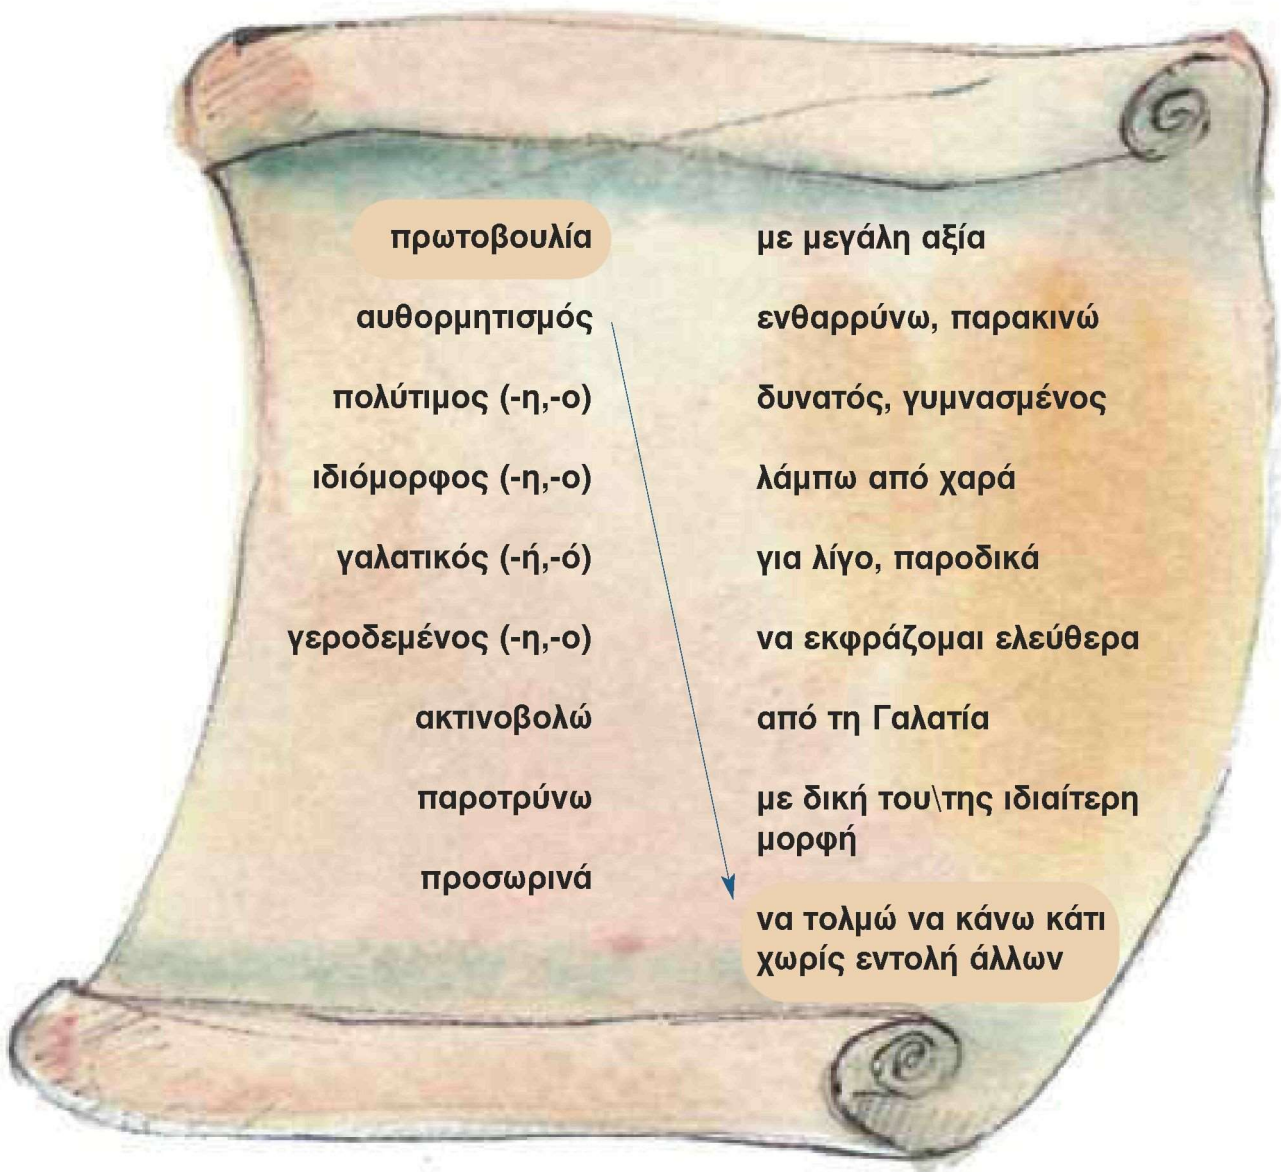 πρωτοβουλία
αυθορμητισμός
πολύτιμος (-η,-ο)
ιδιόμορφος (-η,-ο)
γαλατικός (-ή,-ό)
γεροδεμένος (-η,-ο)
ακτινοβολώ
παροτρύνω
προσωρινά
με μεγάλη αξία
ενθαρρύνω, παρακινώ
δυνατός, γυμνασμένος
λάμπω από χαρά
για λίγο, παροδικά
να εκφράζομαι ελεύθερα
από τη Γαλατία
με δική του\της ιδιαίτερη
μορφή
να τολμώ να κάνω κάτι
χωρίς εντολή άλλων